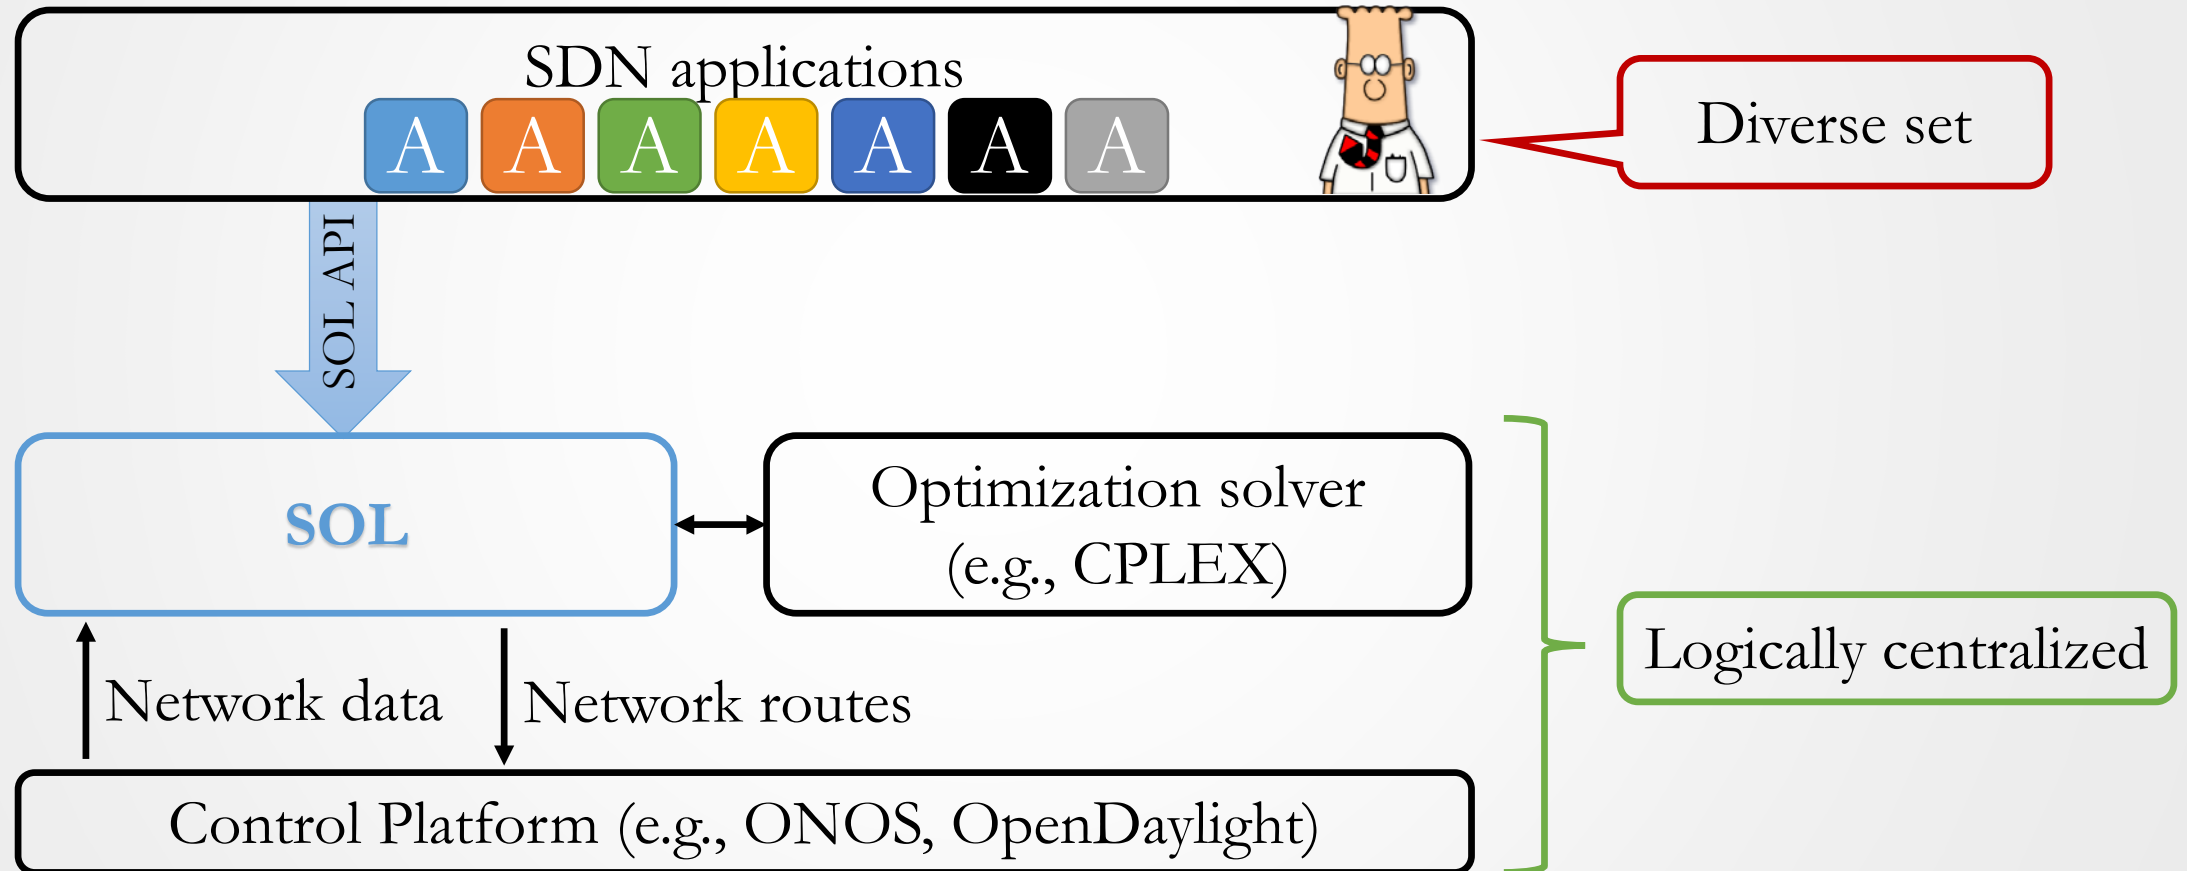 SDN applications
A A A A A A A
Diverse set
SOL API
SOL
Optimization solver
(e.g., CPLEX)
Logically centralized
Network data
Network routes
Control Platform (e.g., ONOS, OpenDaylight)